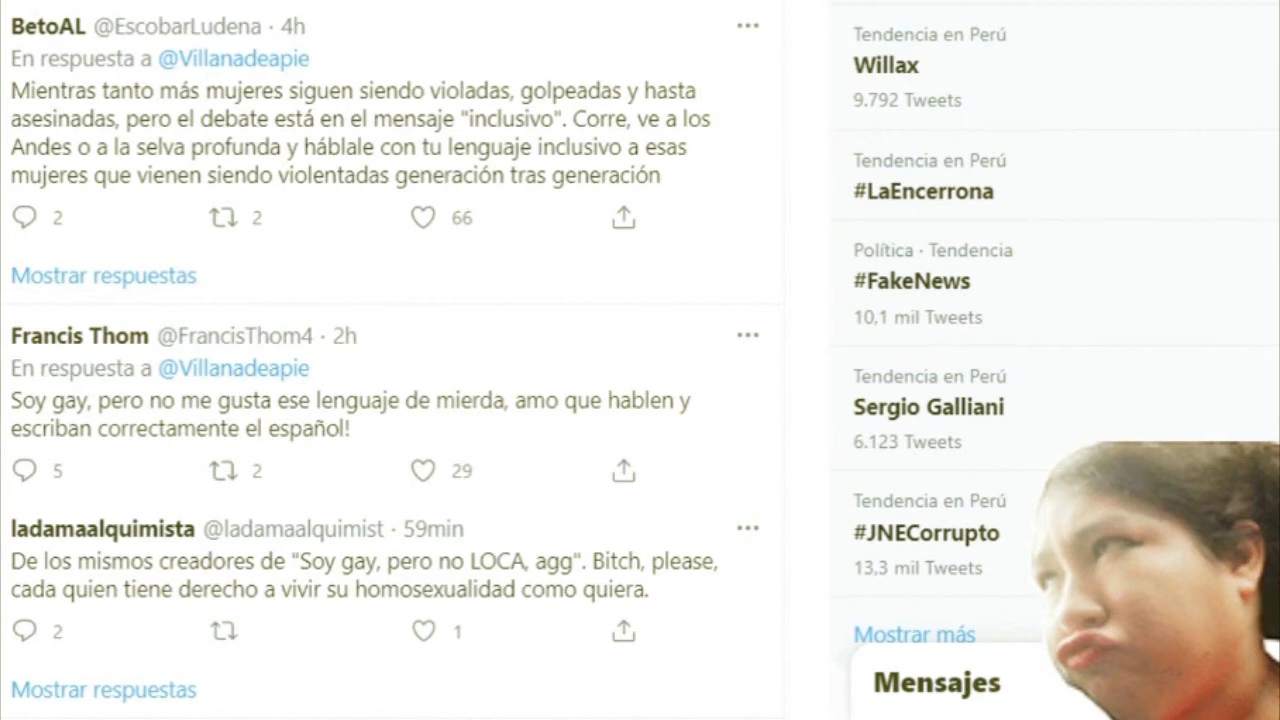 BetoAL @EscobarLudena · 4h
En respuesta a @Villanadeapie
Mientras tanto más mujeres siguen siendo violadas, golpeadas y hasta
asesinadas, pero el debate está en el mensaje "inclusivo". Corre, ve a los
Andes o a la selva profunda y háblale con tu lenguaje inclusivo a esas
mujeres que vienen siendo violentadas generación tras generación
2 2 66
Mostrar respuestas
Francis Thom @FrancisThom4 · 2h
En respuesta a @Villanadeapie
Soy gay, pero no me gusta ese lenguaje de mierda, amo que hablen y
escriban correctamente el español!
5 2 29
ladamaalquimista @ladamaalquimist · 59min
De los mismos creadores de "Soy gay, pero no LOCA, agg". Bitch, please,
cada quien tiene derecho a vivir su homosexualidad como quiera.
2 1
Mostrar respuestas
Tendencia en Perú
Willax
9.792 Tweets
Tendencia en Perú
#LaEncerrona
Política · Tendencia
#FakeNews
10,1 mil Tweets
Tendencia en Perú
Sergio Galliani
6.123 Tweets
Tendencia en Perú
#JNECorrupto
13,3 mil Tweets
Mostrar más
Mensajes